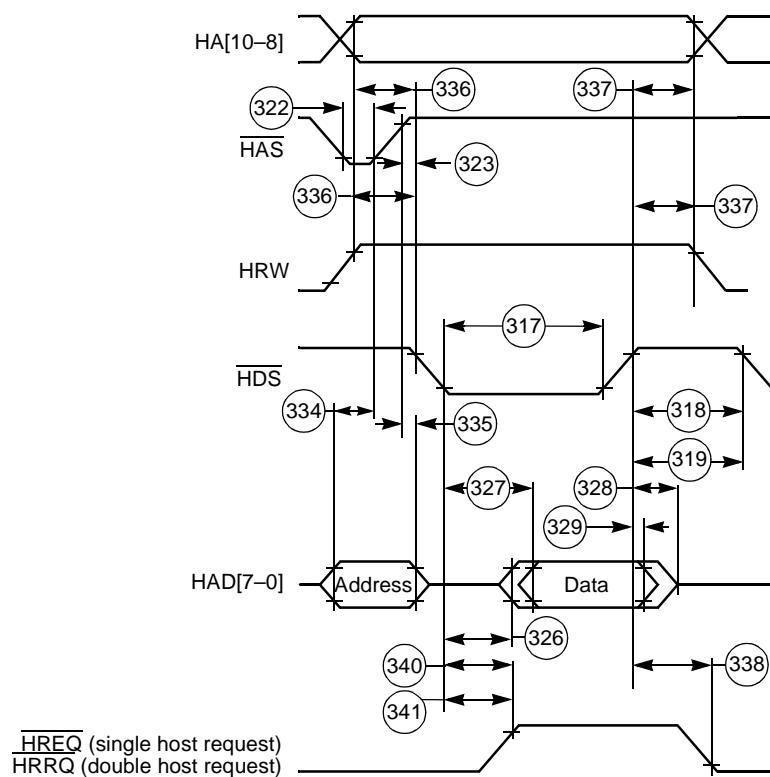 HA[10–8]
336
337
322
HAS
323
336
337
HRW
317
HDS
334
335
318
319
327
328
329
HAD[7–0]
Address
Data
326
340
338
341
HREQ (single host request)
HRRQ (double host request)